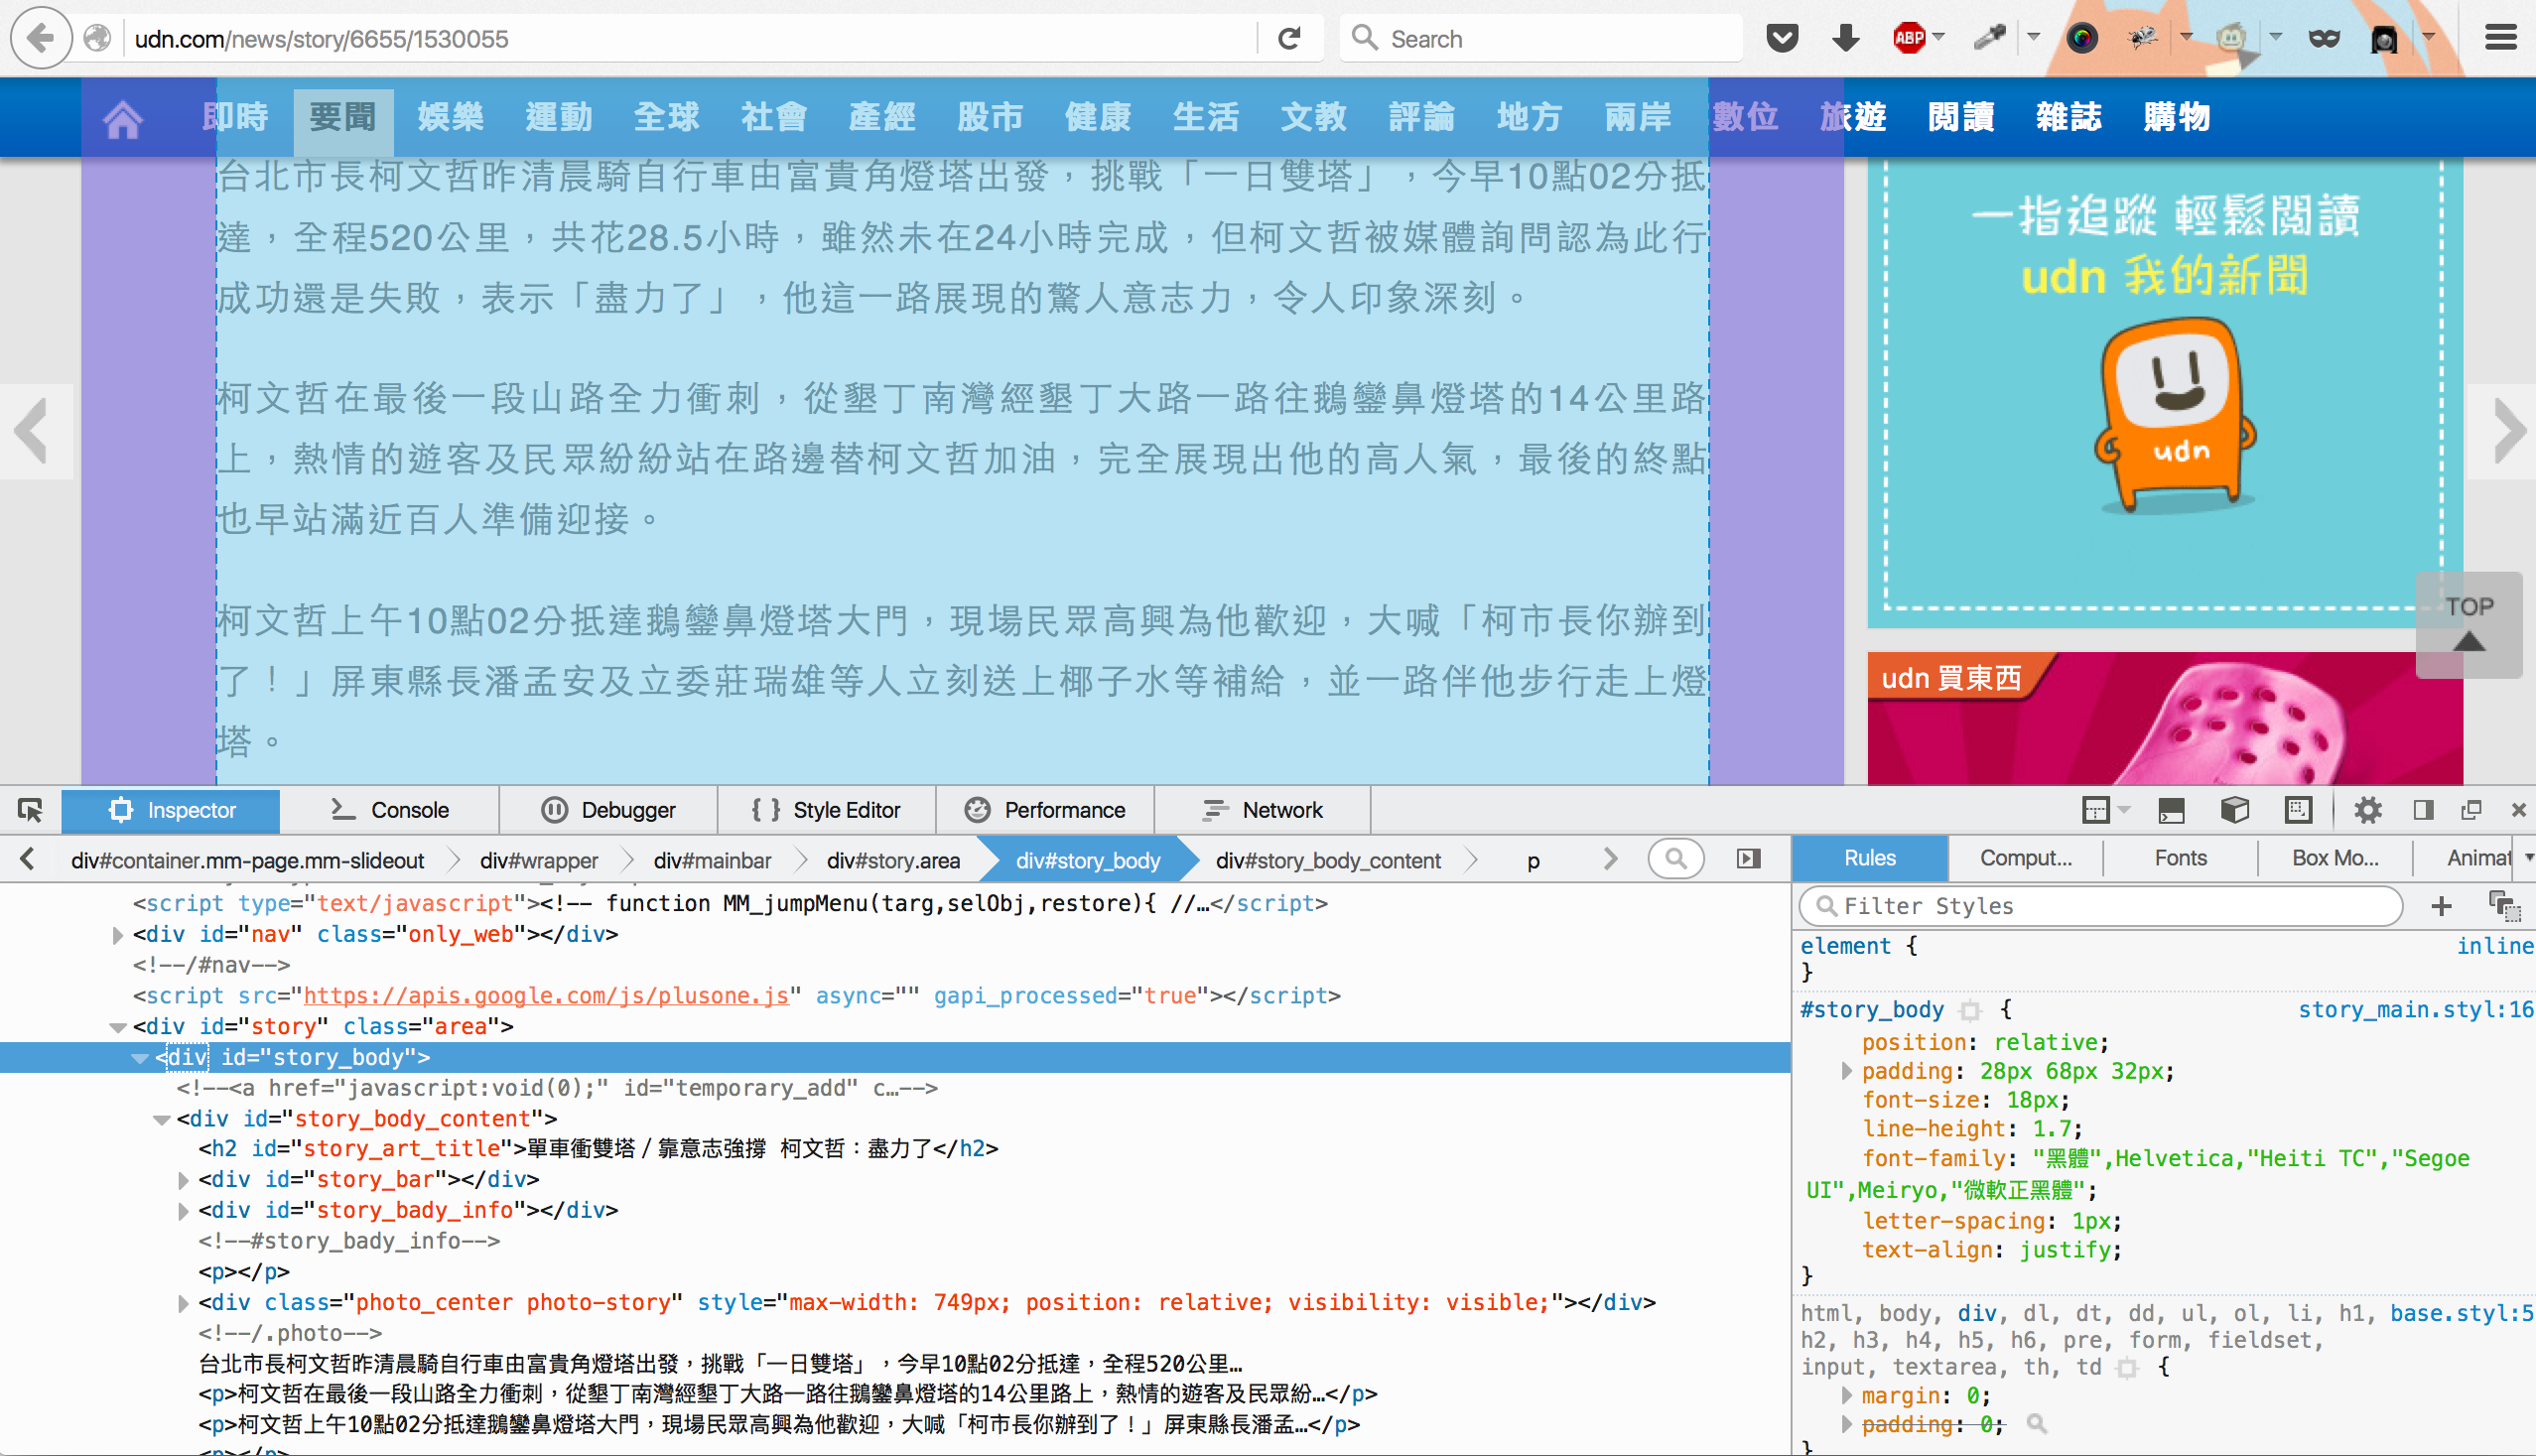 udn.com/news/story/6655/1530055
Search
ABP
即時 要聞 娛樂 運動 全球 社會 產經 股市 健康 生活 文教 評論 地方 兩岸 數位 旅遊 閱讀 雜誌 購物
台北市長柯文哲昨清晨騎自行車由富貴角燈塔出發，挑戰「一日雙塔」，今早10點02分抵
達，全程520公里，共花28.5小時，雖然未在24小時完成，但柯文哲被媒體詢問認為此行
成功還是失敗，表示「盡力了」，他這一路展現的驚人意志力，令人印象深刻。
柯文哲在最後一段山路全力衝刺，從墾丁南灣經墾丁大路一路往鵝鑾鼻燈塔的14公里路
上，熱情的遊客及民眾紛紛站在路邊替柯文哲加油，完全展現出他的高人氣，最後的終點
也早站滿近百人準備迎接。
柯文哲上午10點02分抵達鵝鑾鼻燈塔大門，現場民眾高興為他歡迎，大喊「柯市長你辦到
了！」屏東縣長潘孟安及立委莊瑞雄等人立刻送上椰子水等補給，並一路伴他步行走上燈
塔。
一指追蹤 輕鬆閱讀
udn 我的新聞
udn
TOP
udn 買東西
Inspector Console Debugger { } Style Editor Performance Network
div#container.mm-page.mm-slideout div#wrapper div#mainbar div#story.area div#story_body div#story_body_content p
<script type="text/javascript"><!-- function MM_jumpMenu(targ,selObj,restore){ //…</script>
<div id="nav" class="only_web"></div>
<!--/#nav-->
<script src="https://apis.google.com/js/plusone.js" async="" gapi_processed="true"></script>
<div id="story" class="area">
<div id="story_body">
<!--<a href="javascript:void(0);" id="temporary_add" c…-->
<div id="story_body_content">
<h2 id="story_art_title">單車衝雙塔／靠意志強撐 柯文哲：盡力了</h2>
<div id="story_bar"></div>
<div id="story_bady_info"></div>
<!--#story_bady_info-->
<p></p>
<div class="photo_center photo-story" style="max-width: 749px; position: relative; visibility: visible;"></div>
<!--/.photo-->
台北市長柯文哲昨清晨騎自行車由富貴角燈塔出發，挑戰「一日雙塔」，今早10點02分抵達，全程520公里…
<p>柯文哲在最後一段山路全力衝刺，從墾丁南灣經墾丁大路一路往鵝鑾鼻燈塔的14公里路上，熱情的遊客及民眾紛…</p>
<p>柯文哲上午10點02分抵達鵝鑾鼻燈塔大門，現場民眾高興為他歡迎，大喊「柯市長你辦到了！」屏東縣長潘孟…</p>
Rules Comput... Fonts Box Mo... Animat
Filter Styles
element { inline
}
#story_body { story_main.styl:16
position: relative;
padding: 28px 68px 32px;
font-size: 18px;
line-height: 1.7;
font-family: "黑體",Helvetica,"Heiti TC","Segoe
UI",Meiryo,"微軟正黑體";
letter-spacing: 1px;
text-align: justify;
}
html, body, div, dl, dt, dd, ul, ol, li, h1, base.styl:5
h2, h3, h4, h5, h6, pre, form, fieldset,
input, textarea, th, td {
margin: 0;
padding: 0;
}